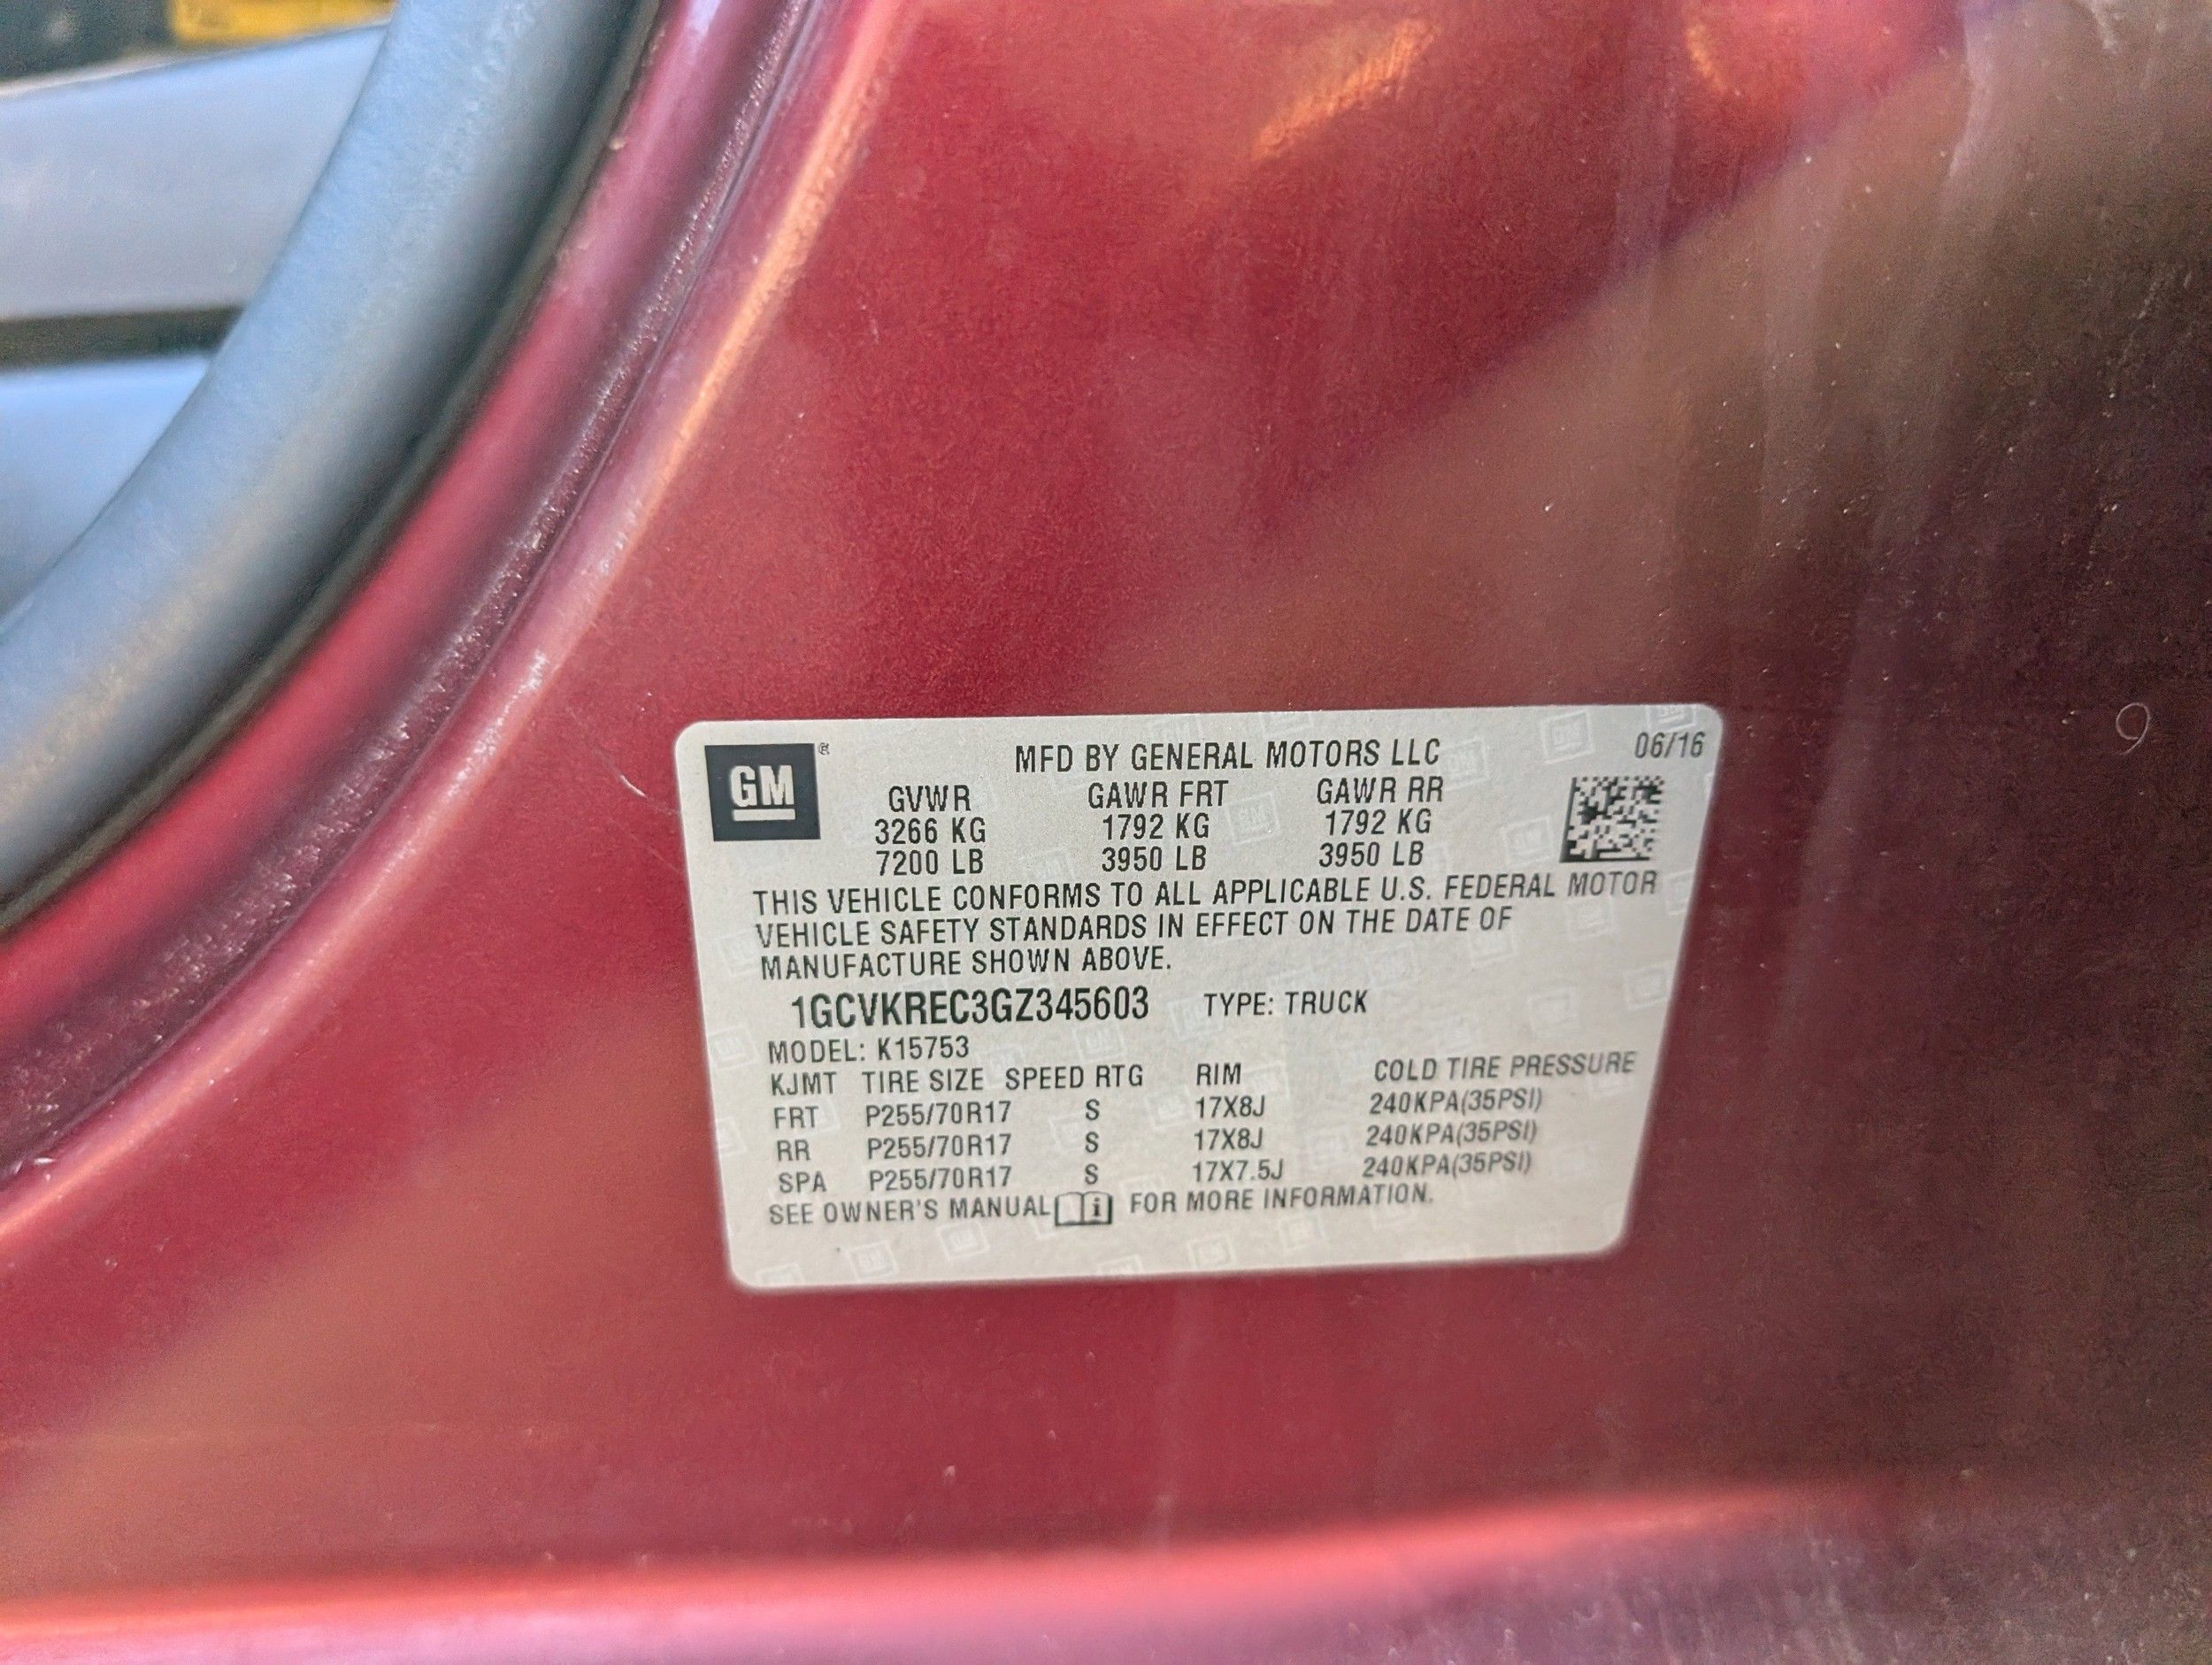 GM ®
MFD BY GENERAL MOTORS LLC 06/16
GVWR GAWR FRT GAWR RR
3266 KG 1792 KG 1792 KG
7200 LB 3950 LB 3950 LB
THIS VEHICLE CONFORMS TO ALL APPLICABLE U.S. FEDERAL MOTOR
VEHICLE SAFETY STANDARDS IN EFFECT ON THE DATE OF
MANUFACTURE SHOWN ABOVE.
1GCVKREC3GZ345603 TYPE: TRUCK
MODEL: K15753
KJMT TIRE SIZE SPEED RTG RIM COLD TIRE PRESSURE
FRT P255/70R17 S 17X8J 240KPA(35PSI)
RR P255/70R17 S 17X8J 240KPA(35PSI)
SPA P255/70R17 S 17X7.5J 240KPA(35PSI)
SEE OWNER'S MANUAL i FOR MORE INFORMATION.